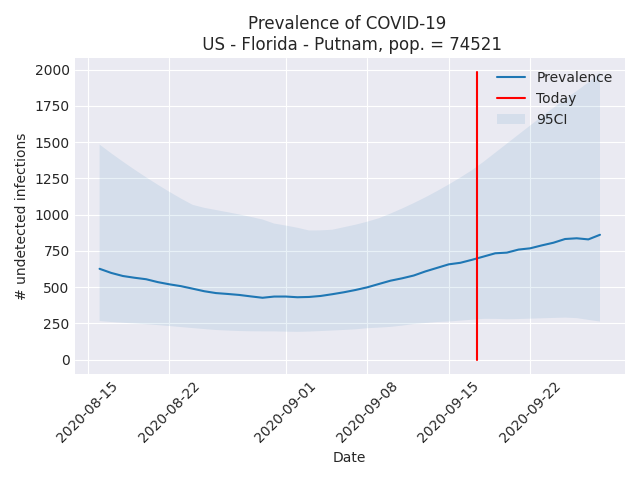 Prevalence of COVID-19
US - Florida - Putnam, pop. = 74521
2000
1750
1500
1250
1000
750
500
250
0
# undetected infections
Prevalence
Today
95CI
2020-08-15
2020-08-22
2020-09-01
2020-09-08
2020-09-15
2020-09-22
Date